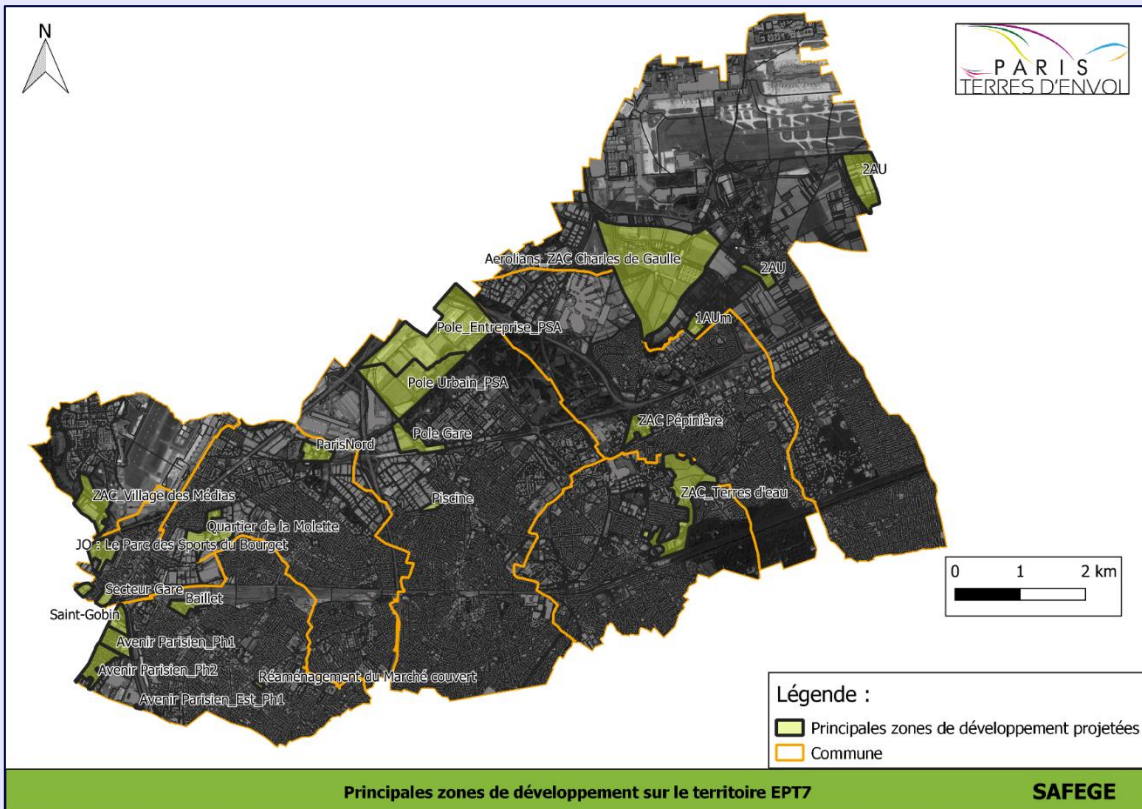 N
PARIS
TERRES D'ENVOL
2AU
Aerolians_ZAC Charles de Gaulle
2AU
1AUm
Pole_Entreprise_PSA
Pole Urbain_PSA
Pole Gare
ZAC Pépinière
ParisNord
Piscine
ZAC_Terres d'eau
ZAC_Village des Médias
Quartier de la Molette
JO : Le Parc des Sports du Bourget
Secteur Gare
Baillet
Saint-Gobin
Avenir Parisien_Ph1
Avenir Parisien_Ph2
Réaménagement du Marché couvert
Avenir Parisien_Est_Ph1
0 1 2 km
Légende :
Principales zones de développement projetées
Commune
Principales zones de développement sur le territoire EPT7
SAFEGE